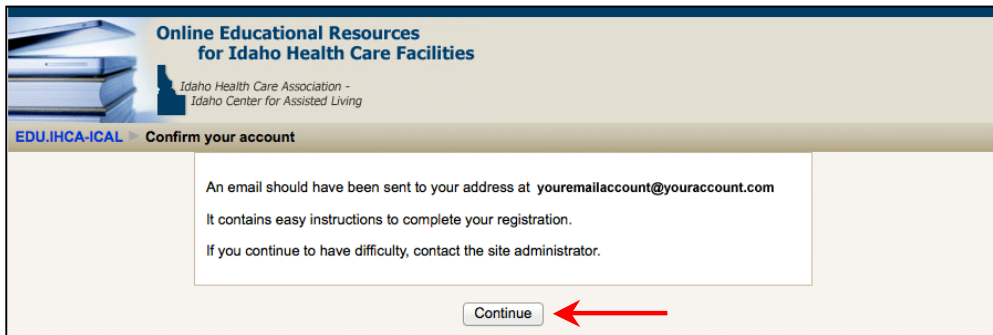 Online Educational Resources
for Idaho Health Care Facilities
Idaho Health Care Association -
Idaho Center for Assisted Living
EDU.IHCA-ICAL ► Confirm your account
An email should have been sent to your address at youremailaccount@youraccount.com
It contains easy instructions to complete your registration.
If you continue to have difficulty, contact the site administrator.
Continue